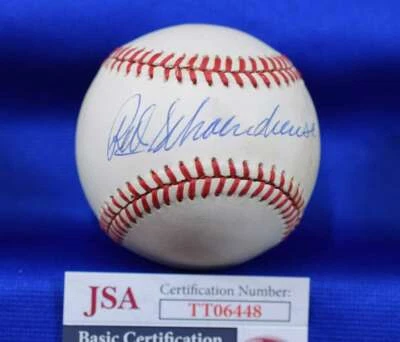 Red Schoendienst
JSA
Certification Number:
TT06448
Basic Certification